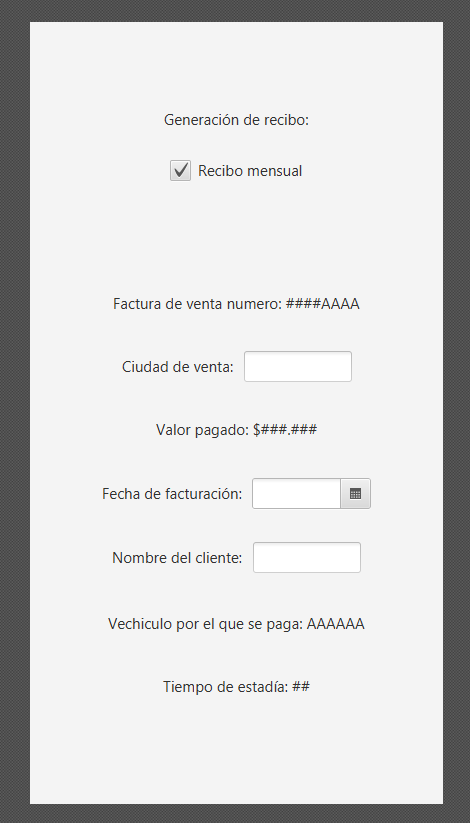 Generación de recibo:
Recibo mensual
Factura de venta numero: ####AAAA
Ciudad de venta:
Valor pagado: $###.###
Fecha de facturación:
Nombre del cliente:
Vechiculo por el que se paga: AAAAAA
Tiempo de estadía: ##